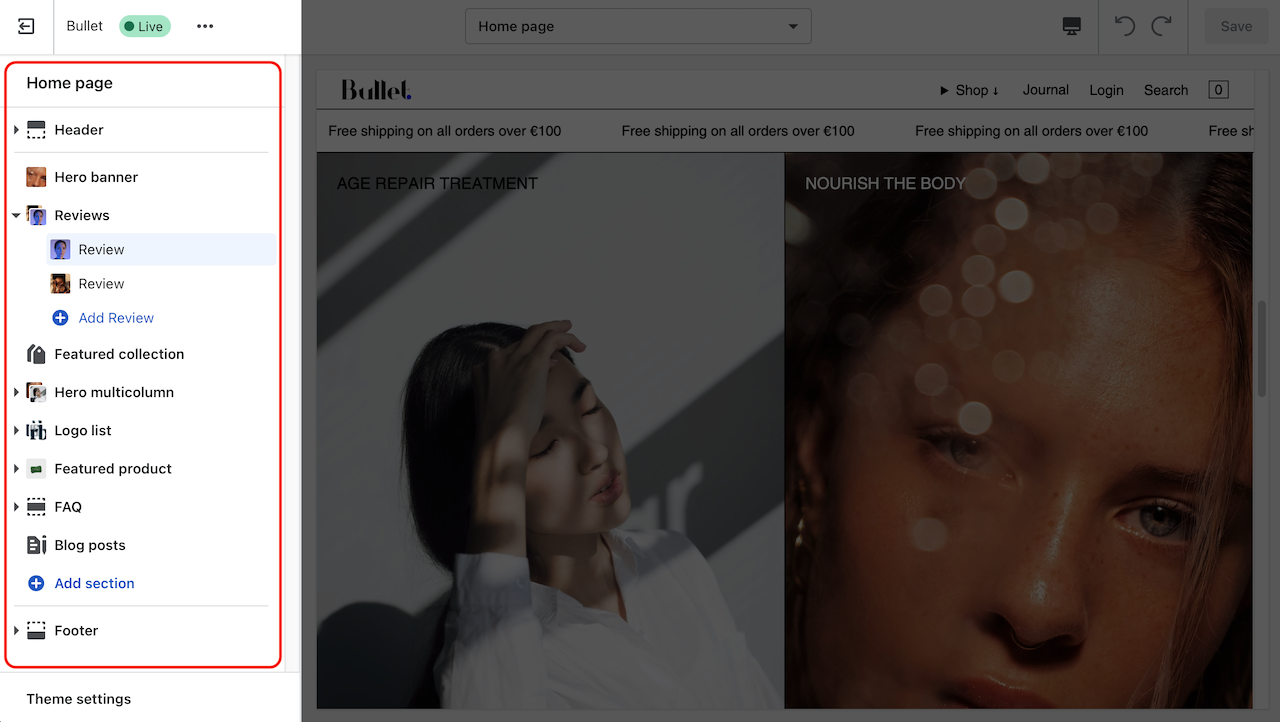 Bullet
Live
Home page
Save
Home page
Header
Hero banner
Reviews
Review
Review
Add Review
Featured collection
Hero multicolumn
Logo list
Featured product
FAQ
Blog posts
Add section
Footer
Theme settings
Bullet.
Shop ↓
Journal
Login
Search
0
Free shipping on all orders over €100
Free shipping on all orders over €100
Free shipping on all orders over €100
Free sh
AGE REPAIR TREATMENT
NOURISH THE BODY